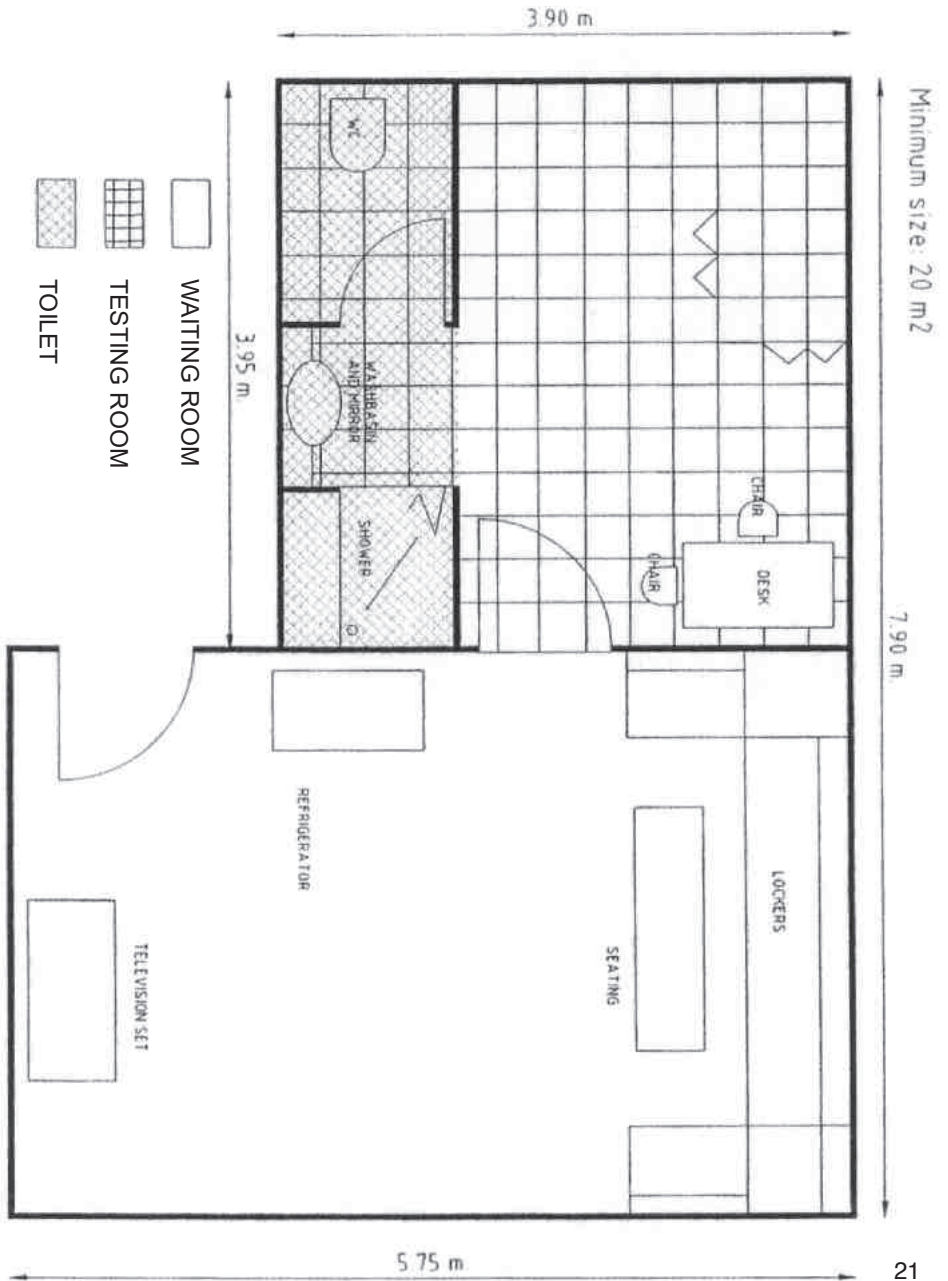 Minimum size: 20 m2
7.90 m.
3.90 m
5.75 m
3.95 m.
DESK
CHAIR
CHAIR
LOCKERS
SEATING
WC
WASHBASIN
AND MIRROR
SHOWER
REFRIGERATOR
TELEVISION SET
WAITING ROOM
TESTING ROOM
TOILET
21